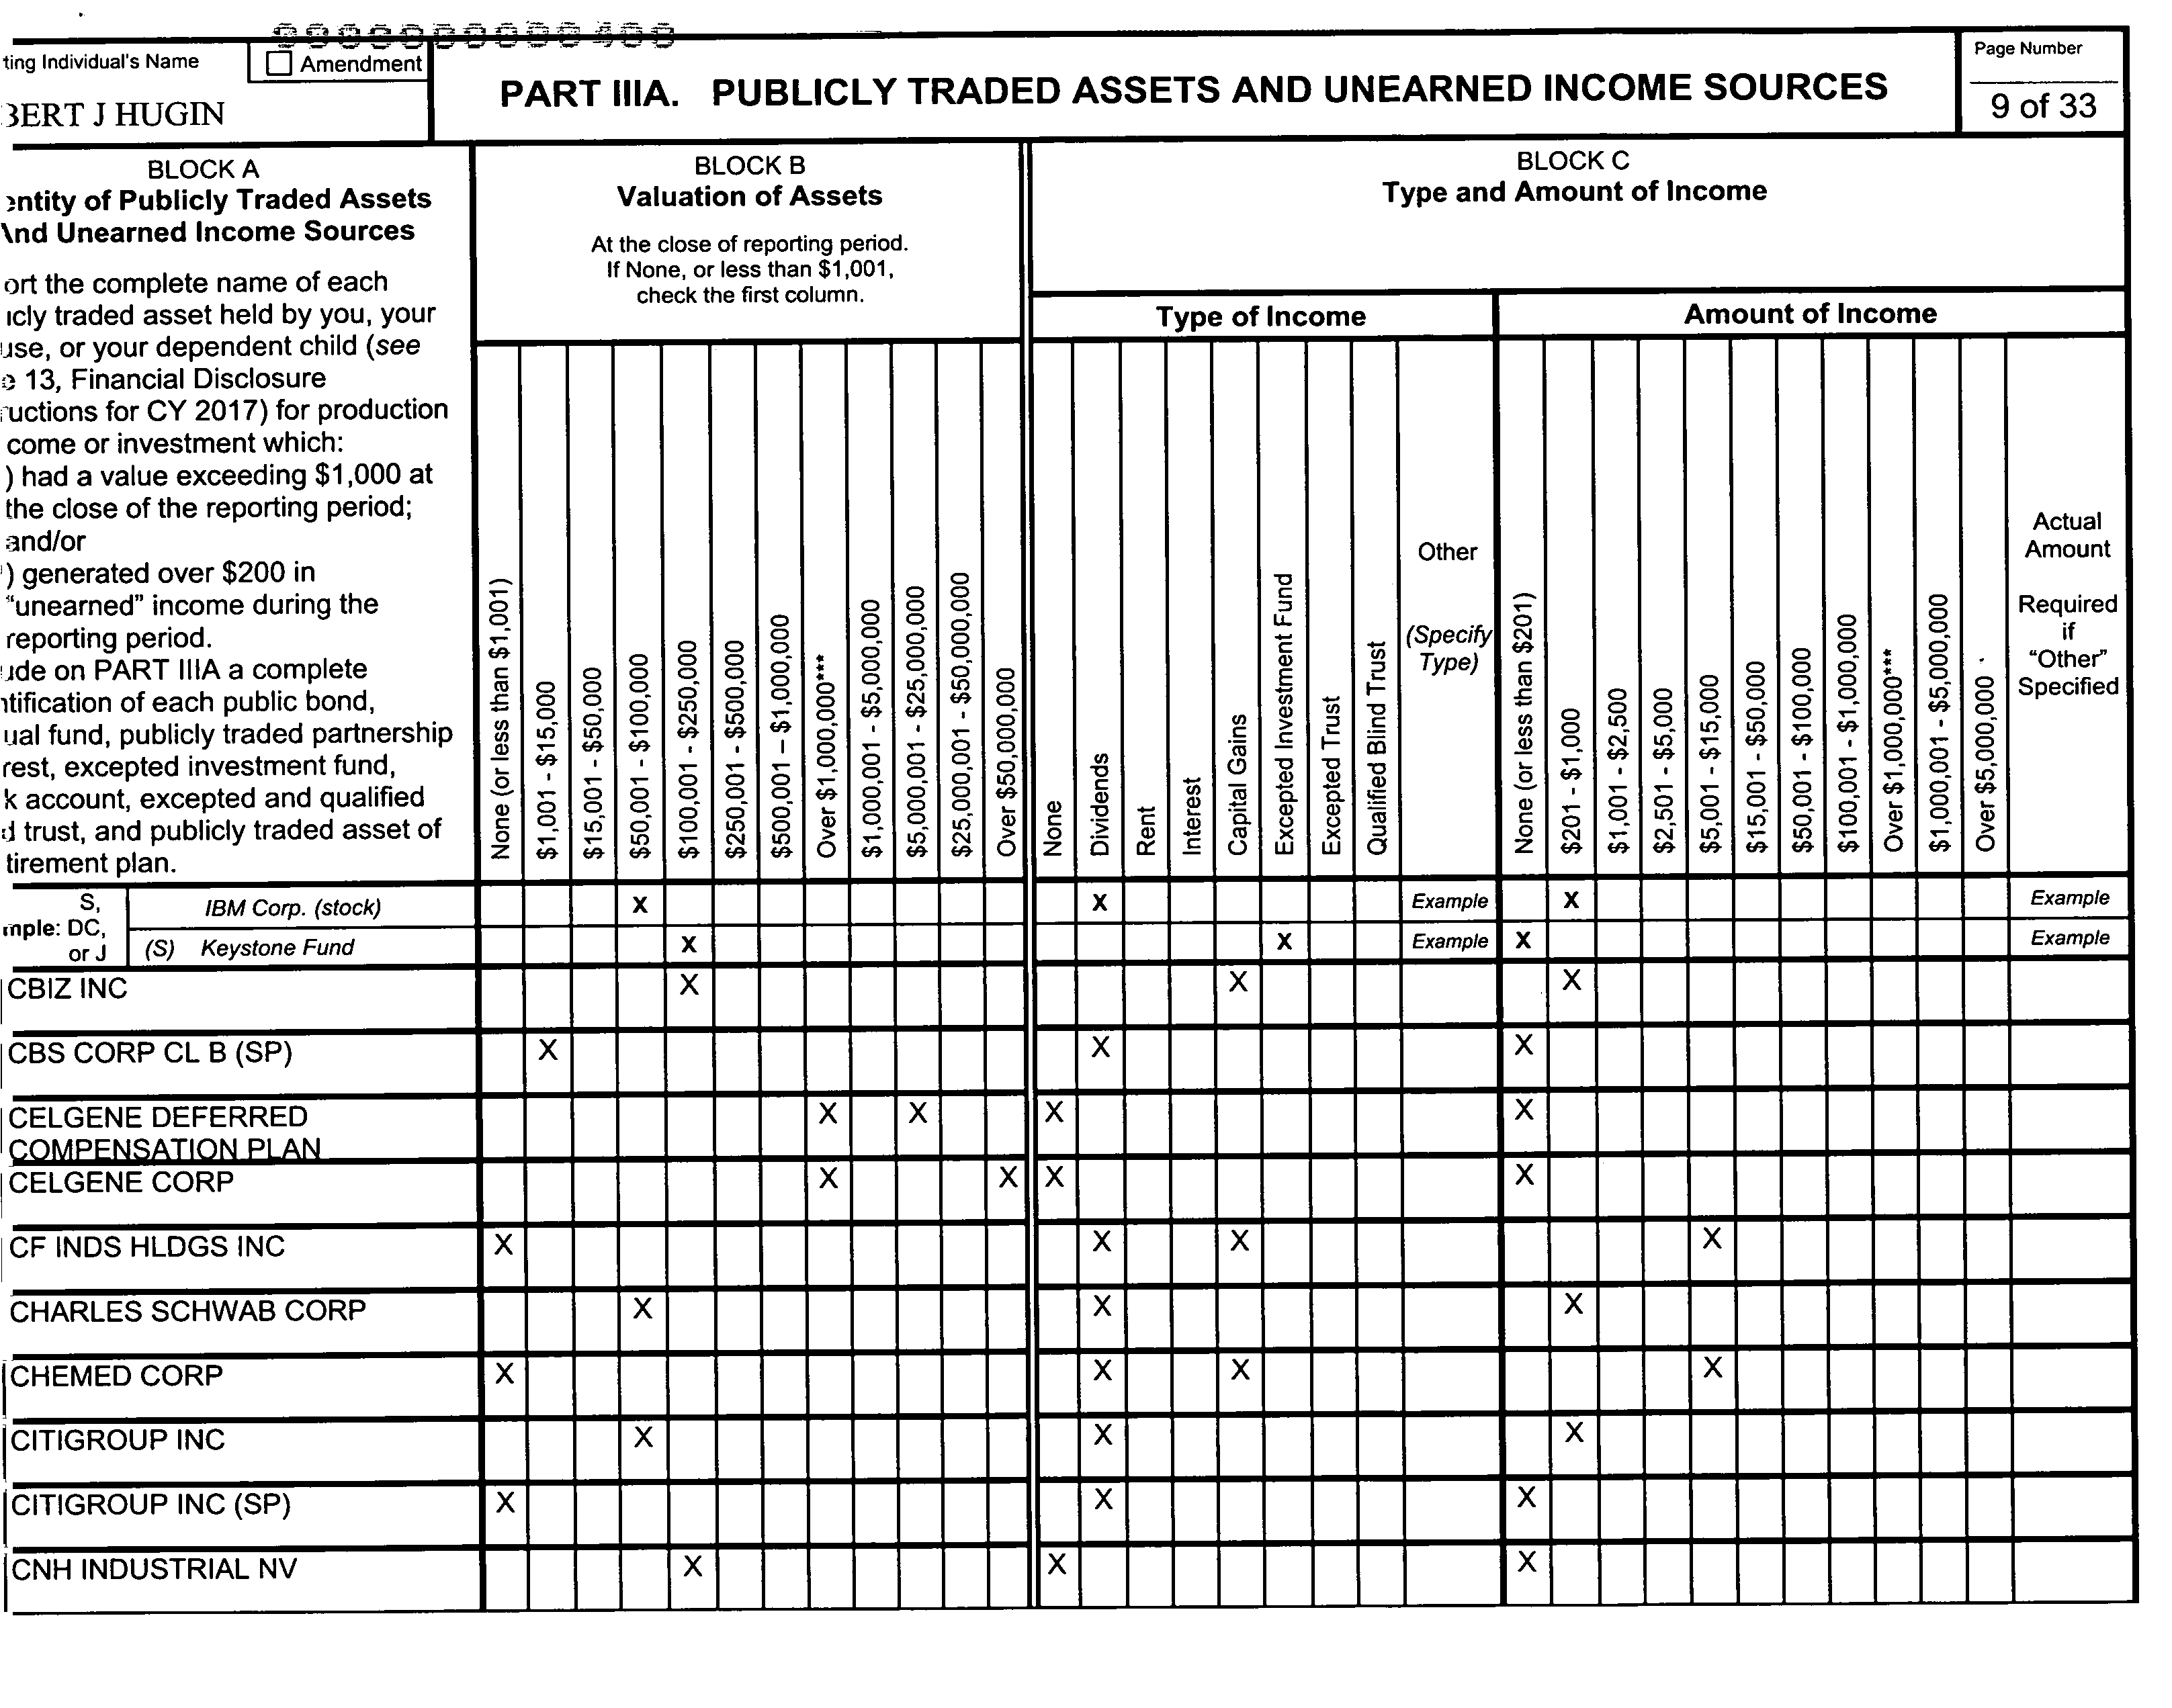 ting Individual's Name
Amendment
BERT J HUGIN
PART IIIA. PUBLICLY TRADED ASSETS AND UNEARNED INCOME SOURCES
Page Number
9 of 33
BLOCK A
entity of Publicly Traded Assets
And Unearned Income Sources
ort the complete name of each
icly traded asset held by you, your
use, or your dependent child (see
e 13, Financial Disclosure
ructions for CY 2017) for production
come or investment which:
) had a value exceeding $1,000 at
the close of the reporting period;
and/or
) generated over $200 in
"unearned" income during the
reporting period.
ude on PART IIIA a complete
ntification of each public bond,
ual fund, publicly traded partnership
rest, excepted investment fund,
k account, excepted and qualified
d trust, and publicly traded asset of
tirement plan.
BLOCK B
Valuation of Assets
At the close of reporting period.
If None, or less than $1,001,
check the first column.
None (or less than $1,001)
$1,001 - $15,000
$15,001 - $50,000
$50,001 - $100,000
$100,001 - $250,000
$250,001 - $500,000
$500,001 – $1,000,000
Over $1,000,000***
$1,000,001 - $5,000,000
$5,000,001 - $25,000,000
$25,000,001 - $50,000,000
Over $50,000,000
BLOCK C
Type and Amount of Income
Type of Income
None
Dividends
Rent
Interest
Capital Gains
Excepted Investment Fund
Excepted Trust
Qualified Blind Trust
Other
(Specify
Type)
Amount of Income
None (or less than $201)
$201 - $1,000
$1,001 - $2,500
$2,501 - $5,000
$5,001 - $15,000
$15,001 - $50,000
$50,001 - $100,000
$100,001 - $1,000,000
Over $1,000,000***
$1,000,001 - $5,000,000
Over $5,000,000
Actual
Amount
Required
if
"Other"
Specified
S,
mple: DC,
or J
IBM Corp. (stock) X X Example X Example
(S) Keystone Fund X X Example X Example
CBIZ INC X X X
CBS CORP CL B (SP) X X X
CELGENE DEFERRED X X X X
COMPENSATION PLAN
CELGENE CORP X X X X
CF INDS HLDGS INC X X X X
CHARLES SCHWAB CORP X X X
CHEMED CORP X X X X
CITIGROUP INC X X X
CITIGROUP INC (SP) X X X
CNH INDUSTRIAL NV X X X